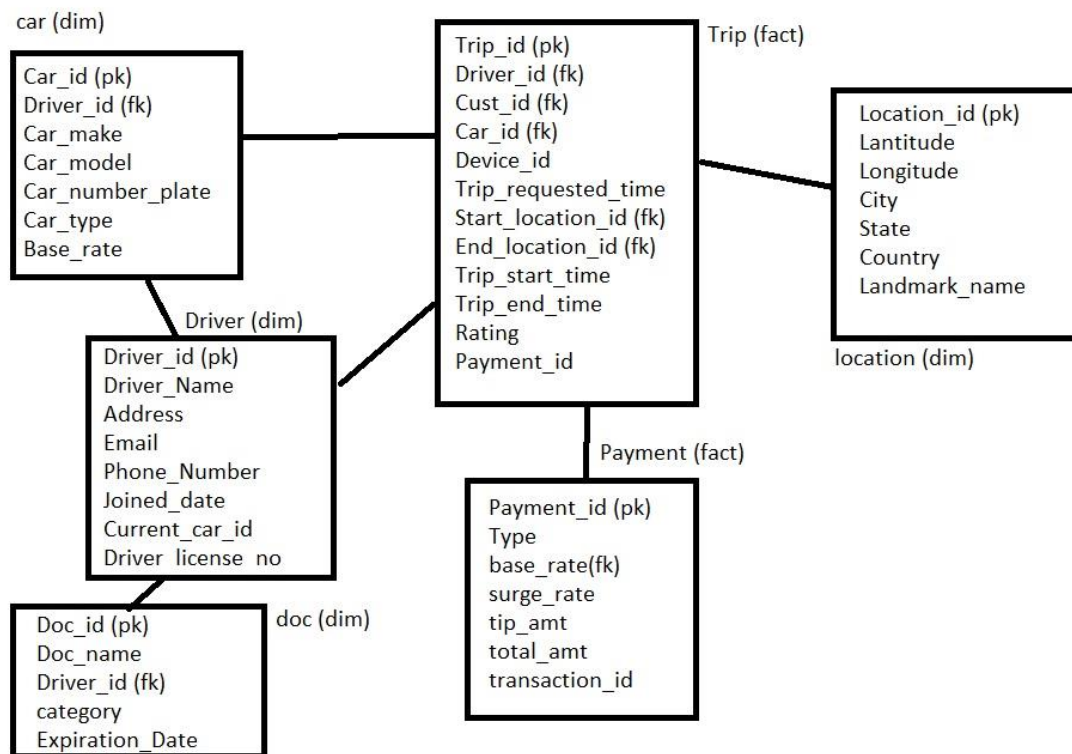 car (dim)
Car_id (pk)
Driver_id (fk)
Car_make
Car_model
Car_number_plate
Car_type
Base_rate
Trip (fact)
Trip_id (pk)
Driver_id (fk)
Cust_id (fk)
Car_id (fk)
Device_id
Trip_requested_time
Start_location_id (fk)
End_location_id (fk)
Trip_start_time
Trip_end_time
Rating
Payment_id
Location_id (pk)
Lantitude
Longitude
City
State
Country
Landmark_name
location (dim)
Driver (dim)
Driver_id (pk)
Driver_Name
Address
Email
Phone_Number
Joined_date
Current_car_id
Driver_license_no
Payment (fact)
Payment_id (pk)
Type
base_rate(fk)
surge_rate
tip_amt
total_amt
transaction_id
doc (dim)
Doc_id (pk)
Doc_name
Driver_id (fk)
category
Expiration_Date